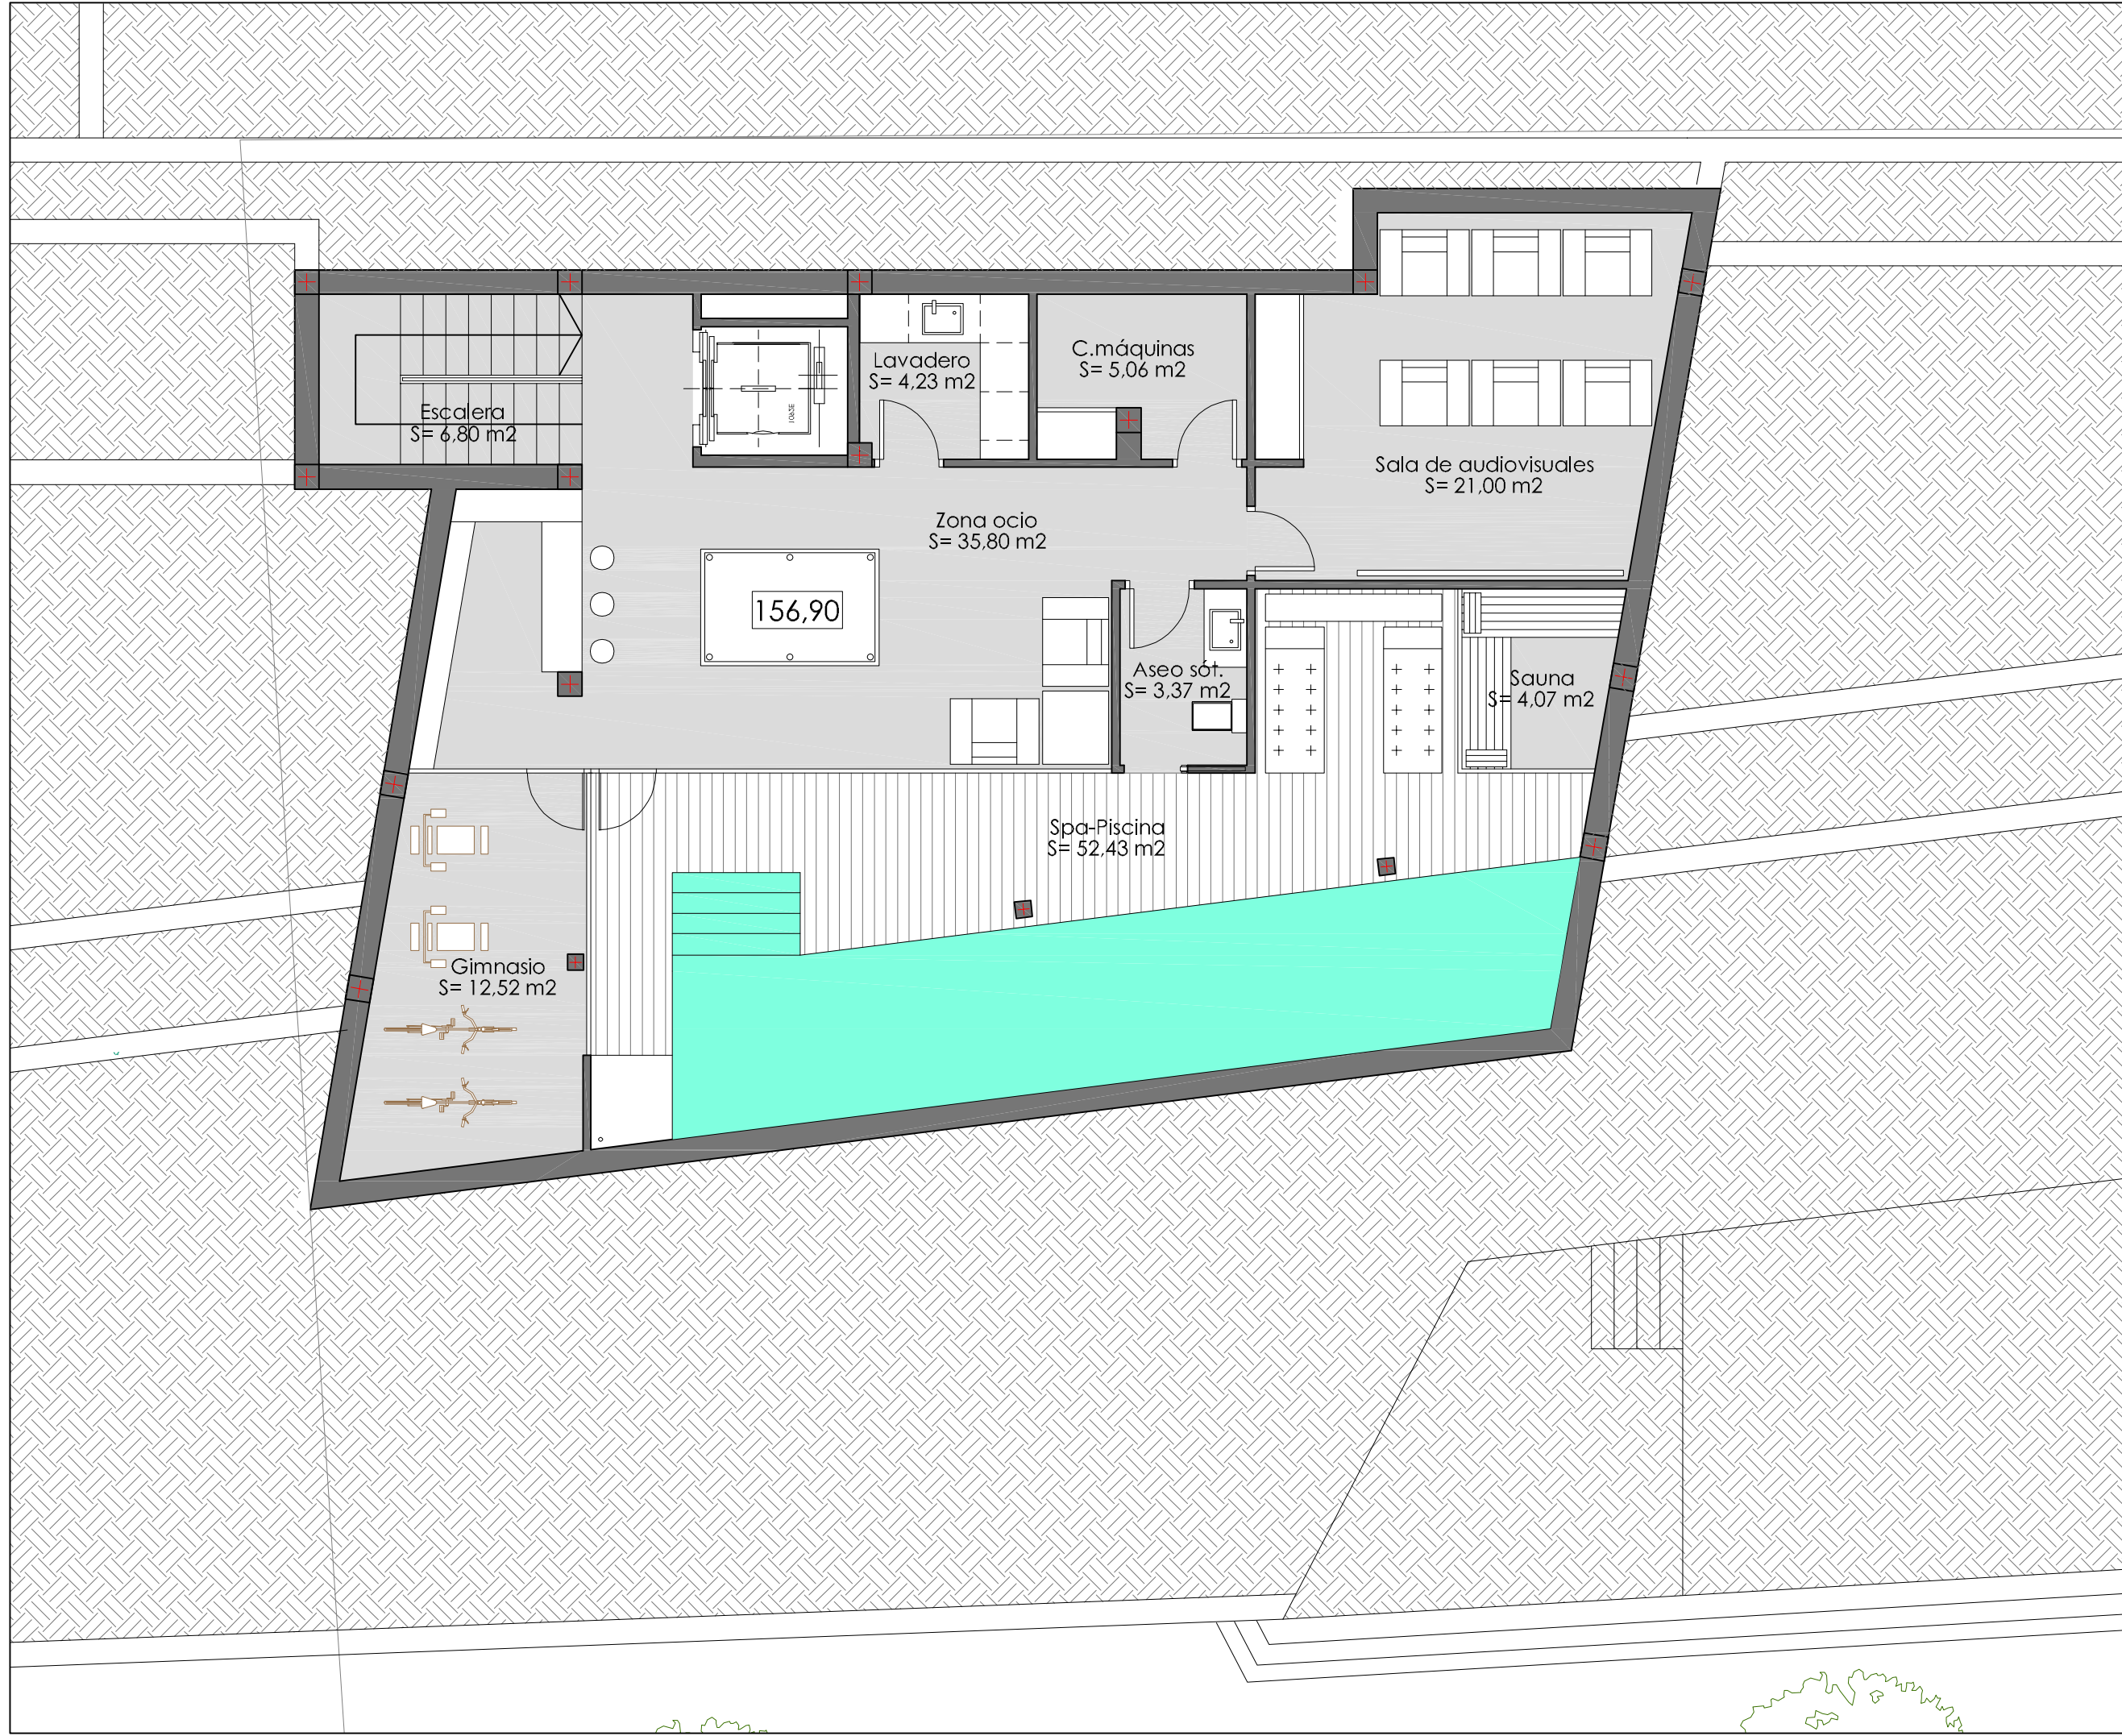 Lavadero
S= 4,23 m2
C.máquinas
S= 5,06 m2
Escalera
S= 6,80 m2
1065E
Sala de audiovisuales
S= 21,00 m2
Zona ocio
S= 35,80 m2
156,90
Aseo sót.
S= 3,37 m2
Sauna
S= 4,07 m2
Spa-Piscina
S= 52,43 m2
Gimnasio
S= 12,52 m2